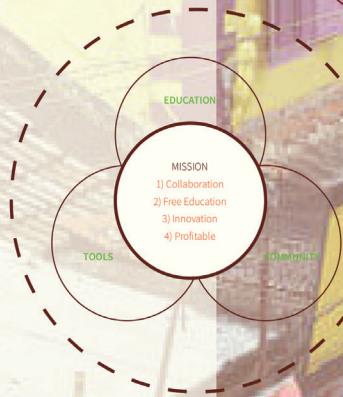 EDUCATION
MISSION
1) Collaboration
2) Free Education
3) Innovation
4) Profitable
TOOLS
COMMUNITY